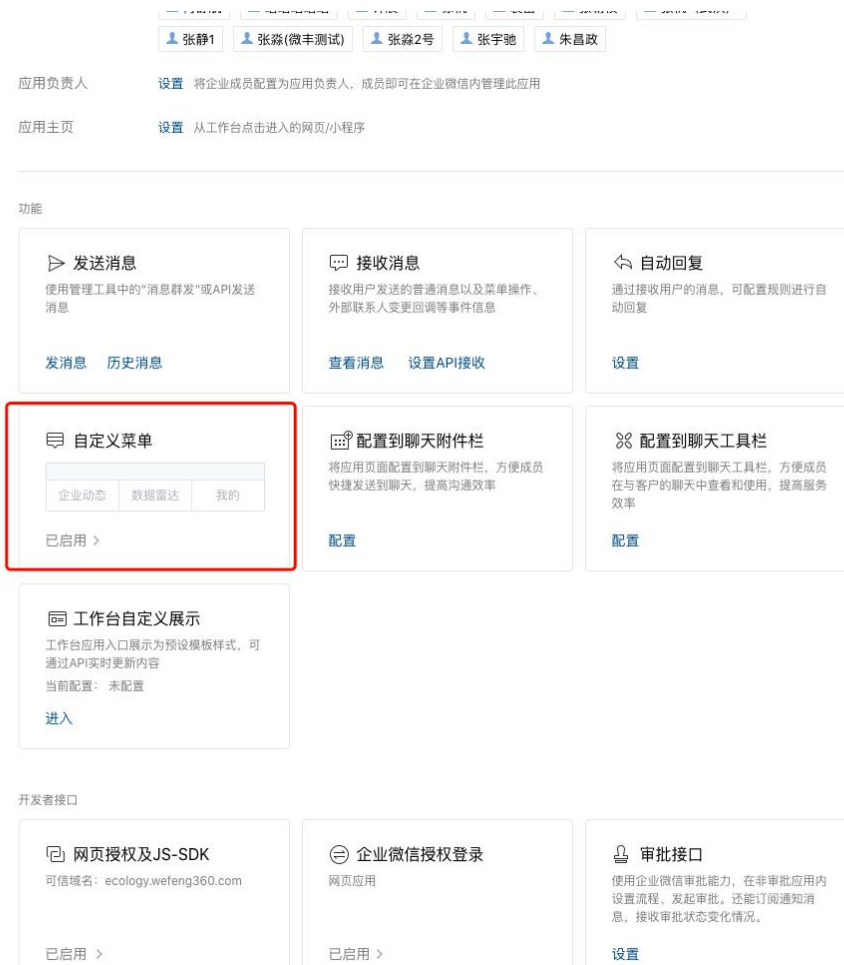 张静1 张淼(微丰测试) 张淼2号 张宇驰 朱昌政
应用负责人 设置 将企业成员配置为应用负责人，成员即可在企业微信内管理此应用
应用主页 设置 从工作台点击进入的网页/小程序
功能
发送消息
使用管理工具中的“消息群发”或API发送
消息
发消息 历史消息
接收消息
接收用户发送的普通消息以及菜单操作、
外部联系人变更回调等事件信息
查看消息 设置API接收
自动回复
通过接收用户的消息，可配置规则进行自
动回复
设置
自定义菜单
企业动态 数据雷达 我的
已启用 >
配置到聊天附件栏
将应用页面配置到聊天附件栏，方便成员
快捷发送到聊天，提高沟通效率
配置
配置到聊天工具栏
将应用页面配置到聊天工具栏，方便成员
在与客户的聊天中查看和使用，提高服务
效率
配置
工作台自定义展示
工作台应用入口展示为预设模板样式，可
通过API实时更新内容
当前配置： 未配置
进入
开发者接口
网页授权及JS-SDK
可信域名：ecology.wefeng360.com
已启用 >
企业微信授权登录
网页应用
已启用 >
审批接口
使用企业微信审批能力，在非审批应用内
设置流程、发起审批。还能订阅通知消
息，接收审批状态变化情况。
设置